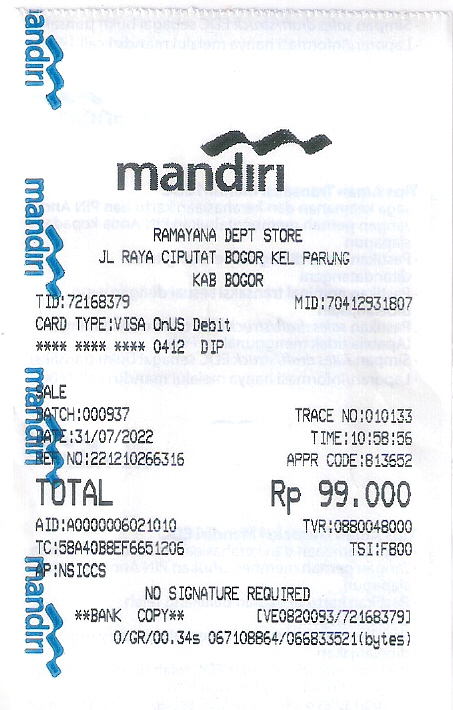 mandiri
RAMAYANA DEPT STORE
JL RAYA CIPUTAT BOGOR KEL PARUNG
KAB BOGOR
TID:72168379 MID:70412931807
CARD TYPE:VISA OnUS Debit
**** **** **** 0412 DIP
SALE
BATCH:000937 TRACE NO:010133
DATE:31/07/2022 TIME:10:58:56
REF NO:221210266316 APPR CODE:813652
TOTAL Rp 99.000
AID:A0000006021010 TVR:0880048000
TC:58A40B8EF6651206 TSI:F800
AP:NSICCS
NO SIGNATURE REQUIRED
**BANK COPY** [VE0820093/72168379]
0/GR/00.34s 067108864/066833521(bytes)
mandiri
mandiri
mandiri
mandiri